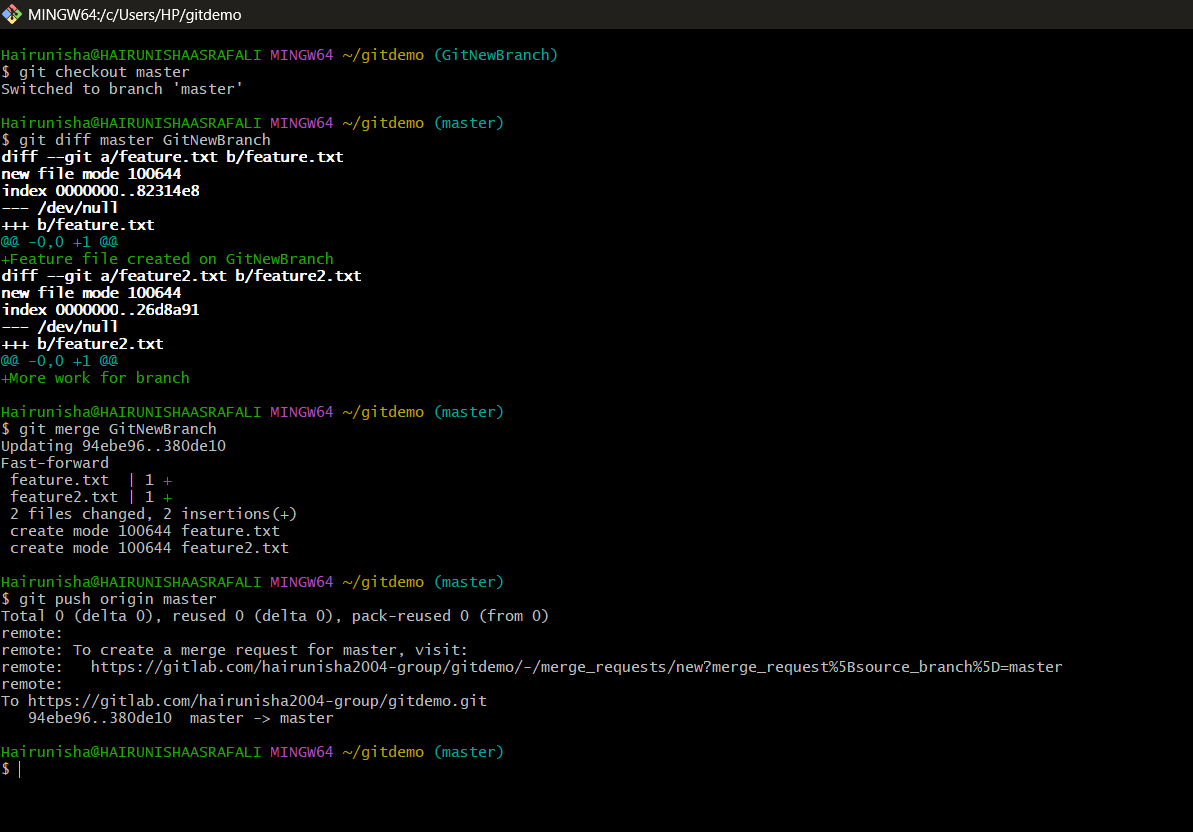 MINGW64:/c/Users/HP/gitdemo
Hairunisha@HAIRUNISHAASRAFALI MINGW64 ~/gitdemo (GitNewBranch)
$ git checkout master
Switched to branch 'master'
Hairunisha@HAIRUNISHAASRAFALI MINGW64 ~/gitdemo (master)
$ git diff master GitNewBranch
diff --git a/feature.txt b/feature.txt
new file mode 100644
index 0000000..82314e8
--- /dev/null
+++ b/feature.txt
@@ -0,0 +1 @@
+Feature file created on GitNewBranch
diff --git a/feature2.txt b/feature2.txt
new file mode 100644
index 0000000..26d8a91
--- /dev/null
+++ b/feature2.txt
@@ -0,0 +1 @@
+More work for branch
Hairunisha@HAIRUNISHAASRAFALI MINGW64 ~/gitdemo (master)
$ git merge GitNewBranch
Updating 94ebe96..380de10
Fast-forward
 feature.txt  | 1 +
 feature2.txt | 1 +
 2 files changed, 2 insertions(+)
 create mode 100644 feature.txt
 create mode 100644 feature2.txt
Hairunisha@HAIRUNISHAASRAFALI MINGW64 ~/gitdemo (master)
$ git push origin master
Total 0 (delta 0), reused 0 (delta 0), pack-reused 0 (from 0)
remote:
remote: To create a merge request for master, visit:
remote:   https://gitlab.com/hairunisha2004-group/gitdemo/-/merge_requests/new?merge_request%5Bsource_branch%5D=master
remote:
To https://gitlab.com/hairunisha2004-group/gitdemo.git
   94ebe96..380de10  master -> master
Hairunisha@HAIRUNISHAASRAFALI MINGW64 ~/gitdemo (master)
$